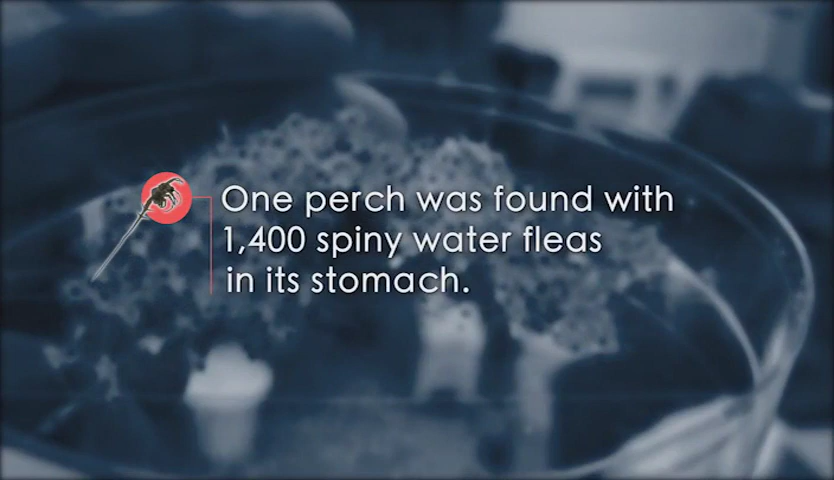 One perch was found with
1,400 spiny water fleas
in its stomach.